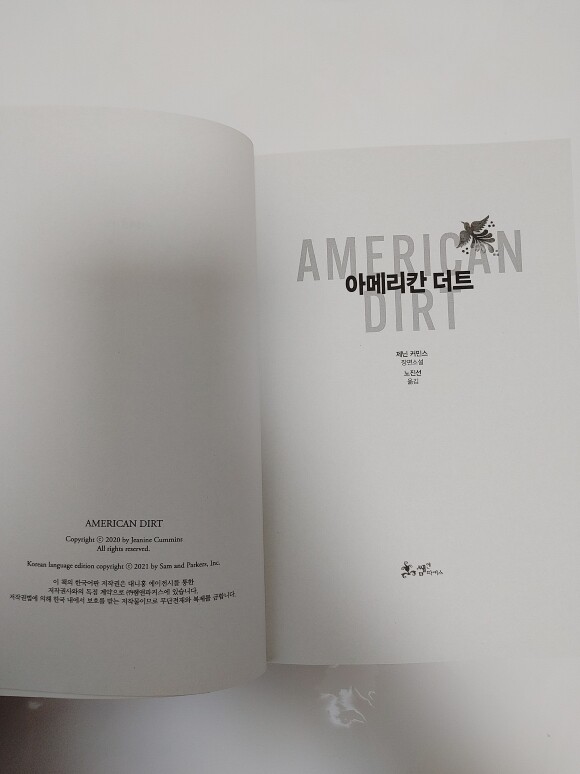 AMERICAN DIRT
Copyright ⓒ 2020 by Jeanine Cummins
All rights reserved.
Korean language edition copyright ⓒ 2021 by Sam and Parkers, Inc.
이 책의 한국어판 저작권은 대니홍 에이전시를 통한
저작권사와의 독점 계약으로 ㈜쌤앤파커스에 있습니다.
저작권법에 의해 한국 내에서 보호를 받는 저작물이므로 무단전재와 복제를 금합니다.
AMERICAN
아메리칸 더트
DIRT
제닌 커민스
장편소설
노진선
옮김
쌤앤파커스